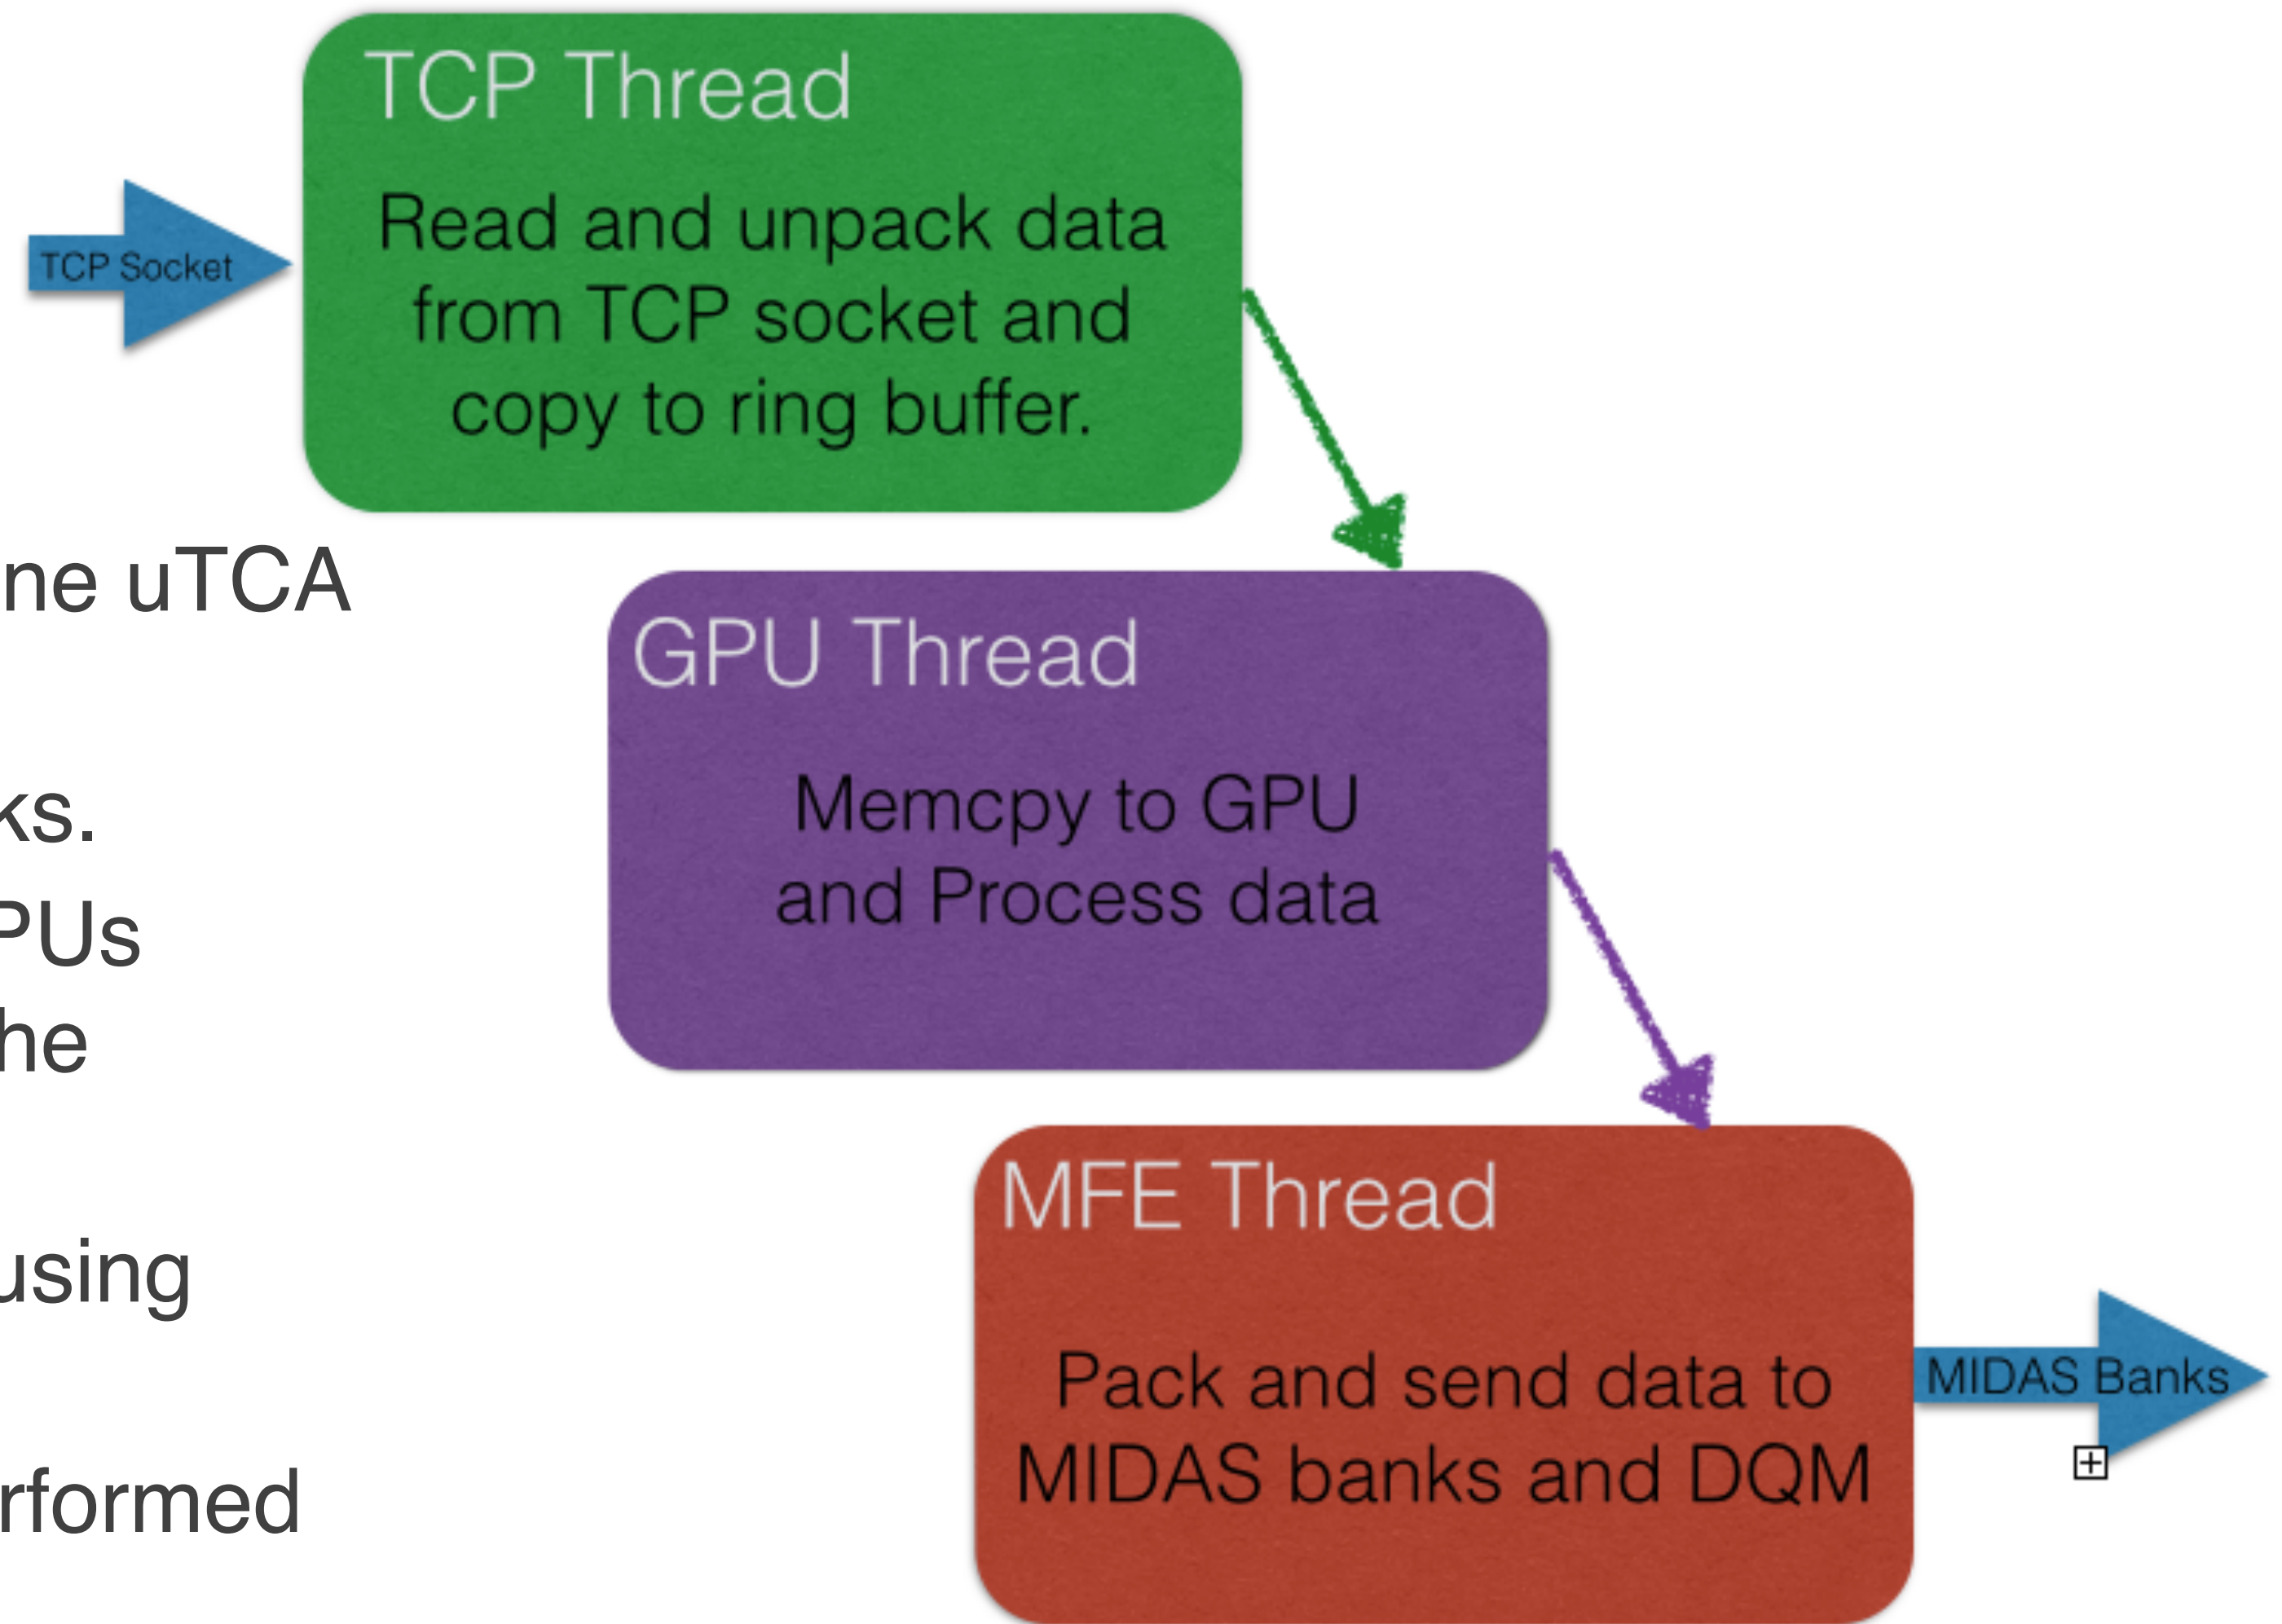 TCP Thread
TCP Socket
Read and unpack data
from TCP socket and
copy to ring buffer.
ne uTCA
GPU Thread
Memcpy to GPU
and Process data
ks.
PUs
he
MFE Thread
using
Pack and send data to
MIDAS banks and DQM
MIDAS Banks
rformed